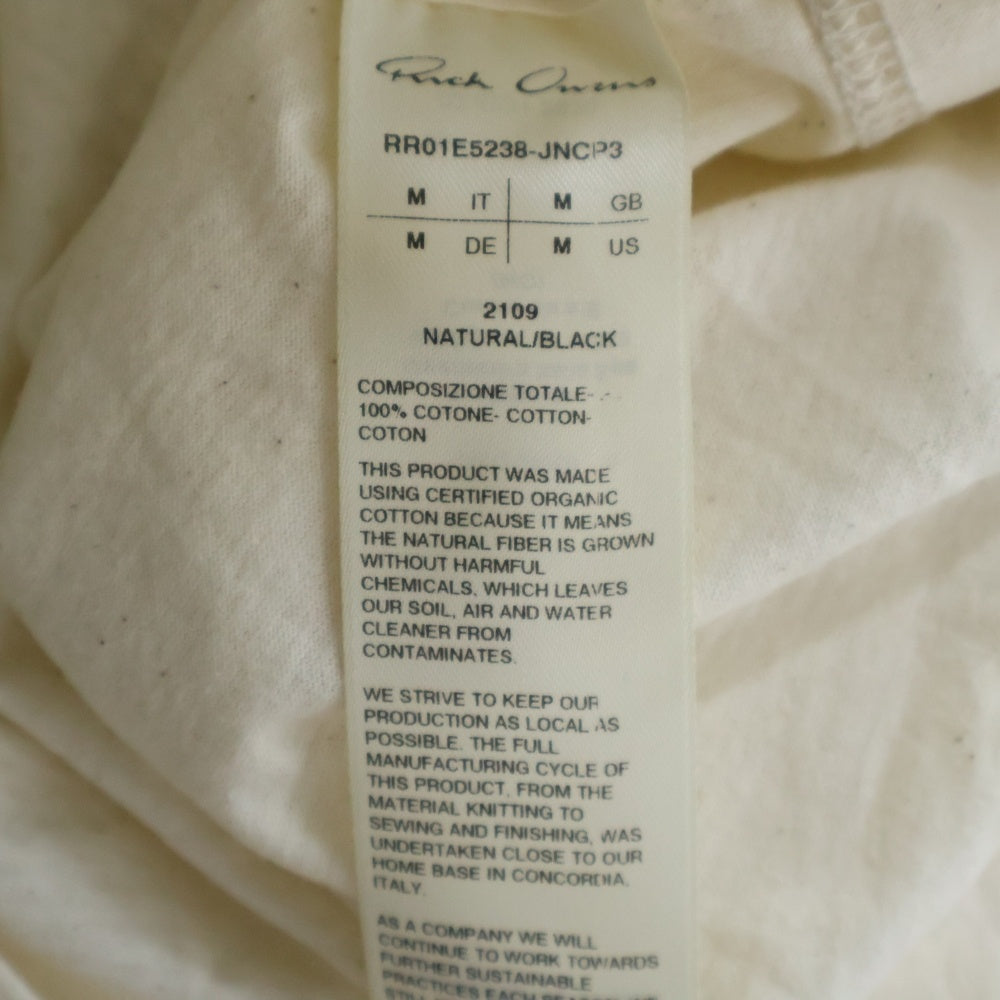 Rick Owens
RR01E5238-JNCP3
M IT M GB
M DE M US
2109
NATURAL/BLACK
COMPOSIZIONE TOTALE-
100% COTONE- COTTON-
COTON
THIS PRODUCT WAS MADE
USING CERTIFIED ORGANIC
COTTON BECAUSE IT MEANS
THE NATURAL FIBER IS GROWN
WITHOUT HARMFUL
CHEMICALS, WHICH LEAVES
OUR SOIL, AIR AND WATER
CLEANER FROM
CONTAMINATES.
WE STRIVE TO KEEP OUR
PRODUCTION AS LOCAL AS
POSSIBLE. THE FULL
MANUFACTURING CYCLE OF
THIS PRODUCT, FROM THE
MATERIAL KNITTING TO
SEWING AND FINISHING, WAS
UNDERTAKEN CLOSE TO OUR
HOME BASE IN CONCORDIA,
ITALY.
AS A COMPANY WE WILL
CONTINUE TO WORK TOWARDS
FURTHER SUSTAINABLE
PRACTICES EACH